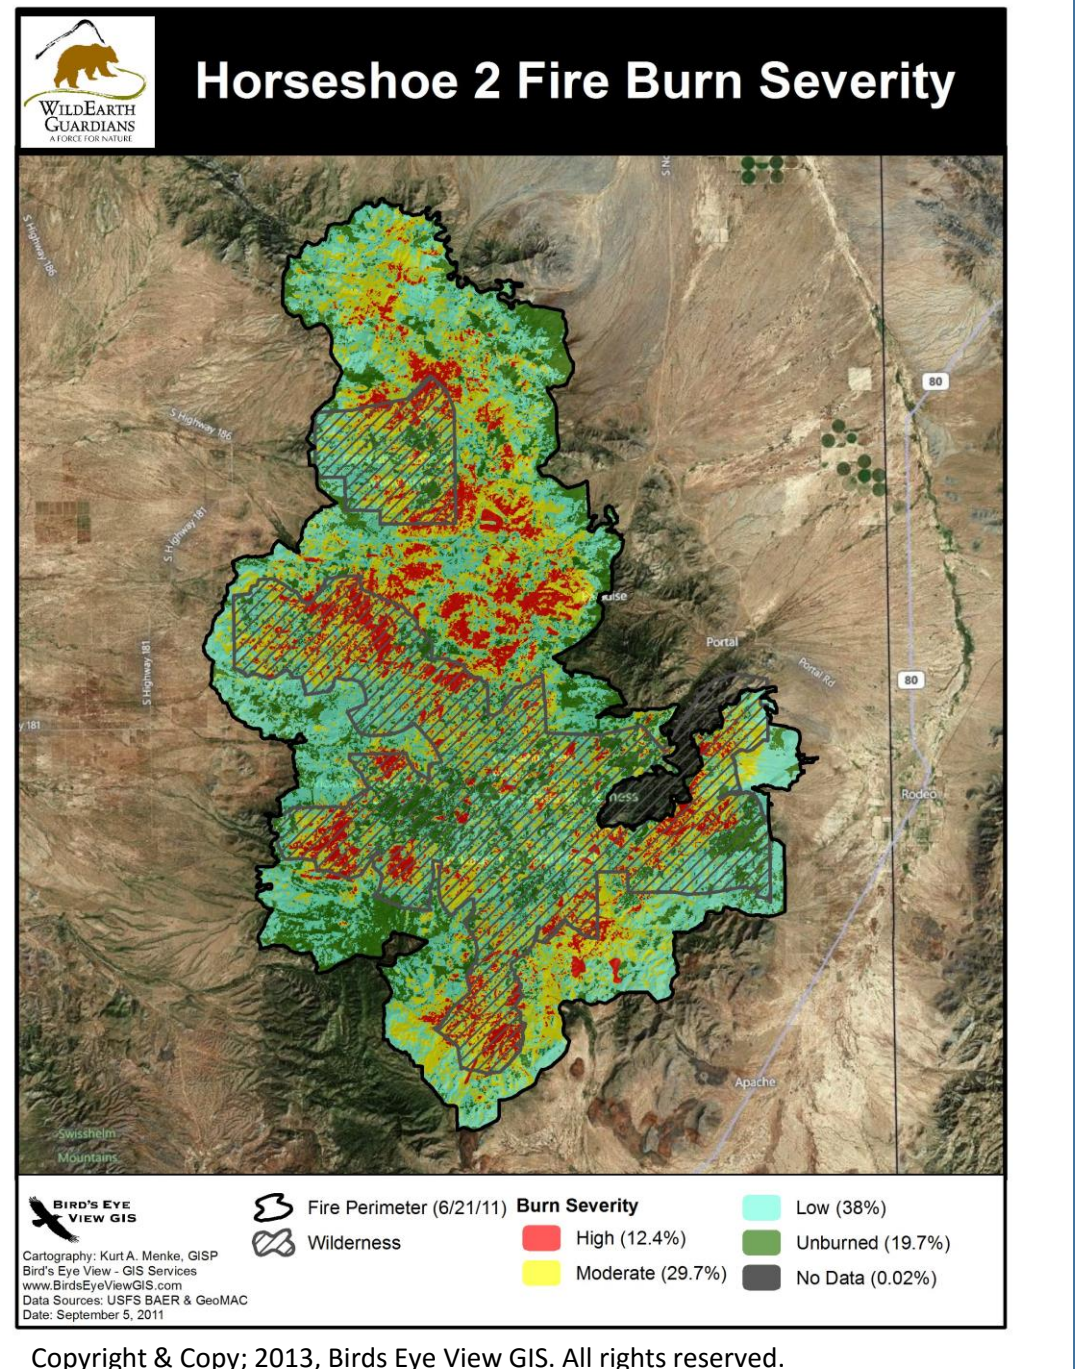 WILDEARTH
GUARDIANS
A FORCE FOR NATURE
Horseshoe 2 Fire Burn Severity
S Highway 186
80
S Highway 186
S Highway 181
Portal
S Highway 181
Portal Rd
80
y 181
Rodeo
Apache
Swisshelm
Mountains
BIRD'S EYE
VIEW GIS
Cartography: Kurt A. Menke, GISP
Bird's Eye View - GIS Services
www.BirdsEyeViewGIS.com
Data Sources: USFS BAER & GeoMAC
Date: September 5, 2011
Fire Perimeter (6/21/11)
Wilderness
Burn Severity
High (12.4%)
Moderate (29.7%)
Low (38%)
Unburned (19.7%)
No Data (0.02%)
Copyright & Copy; 2013, Birds Eye View GIS. All rights reserved.